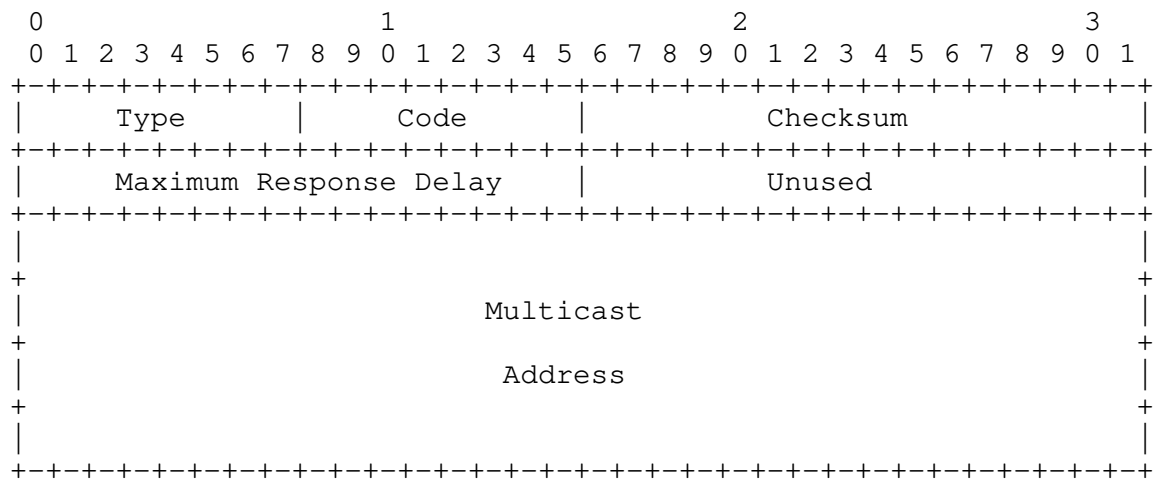 0                   1                   2                   3
0 1 2 3 4 5 6 7 8 9 0 1 2 3 4 5 6 7 8 9 0 1 2 3 4 5 6 7 8 9 0 1
+-+-+-+-+-+-+-+-+-+-+-+-+-+-+-+-+-+-+-+-+-+-+-+-+-+-+-+-+-+-+-+-+
|     Type      |     Code      |          Checksum             |
+-+-+-+-+-+-+-+-+-+-+-+-+-+-+-+-+-+-+-+-+-+-+-+-+-+-+-+-+-+-+-+-+
|     Maximum Response Delay    |          Unused               |
+-+-+-+-+-+-+-+-+-+-+-+-+-+-+-+-+-+-+-+-+-+-+-+-+-+-+-+-+-+-+-+-+
|                                                               |
+                                                               +
|                          Multicast                            |
+                                                               +
|                           Address                             |
+                                                               +
|                                                               |
+-+-+-+-+-+-+-+-+-+-+-+-+-+-+-+-+-+-+-+-+-+-+-+-+-+-+-+-+-+-+-+-+